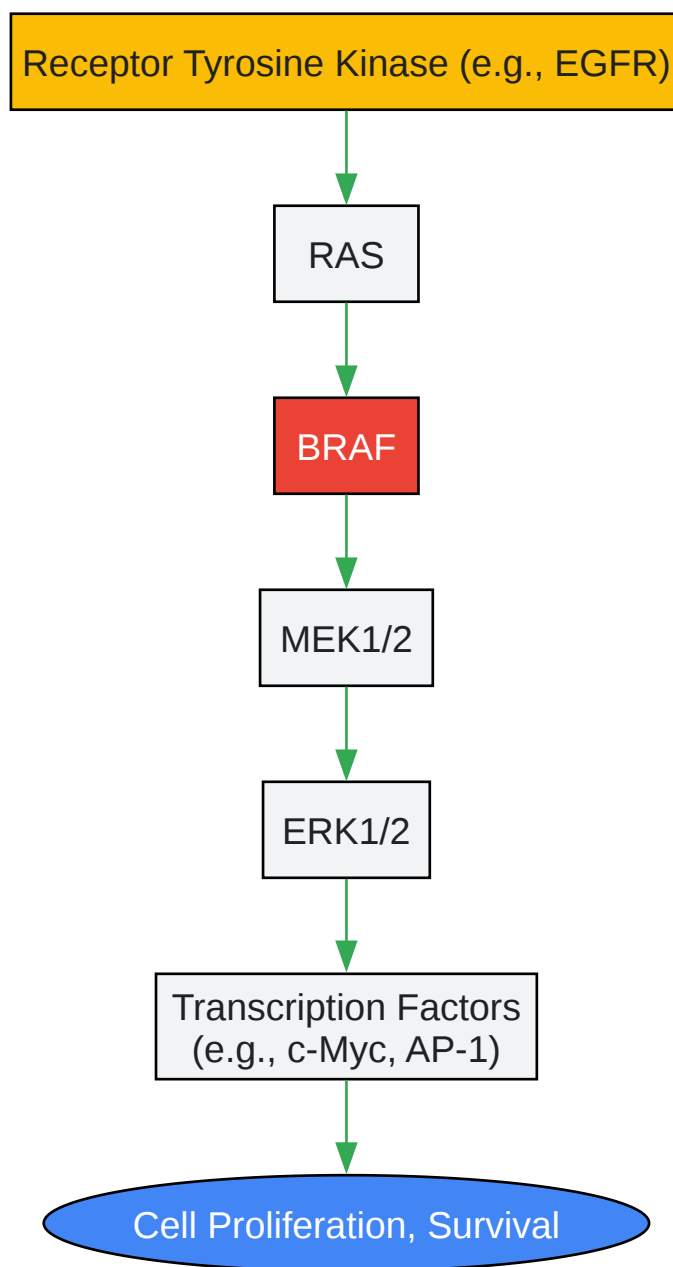 Receptor Tyrosine Kinase (e.g., EGFR)
RAS
BRAF
MEK1/2
ERK1/2
Transcription Factors
(e.g., c-Myc, AP-1)
Cell Proliferation, Survival